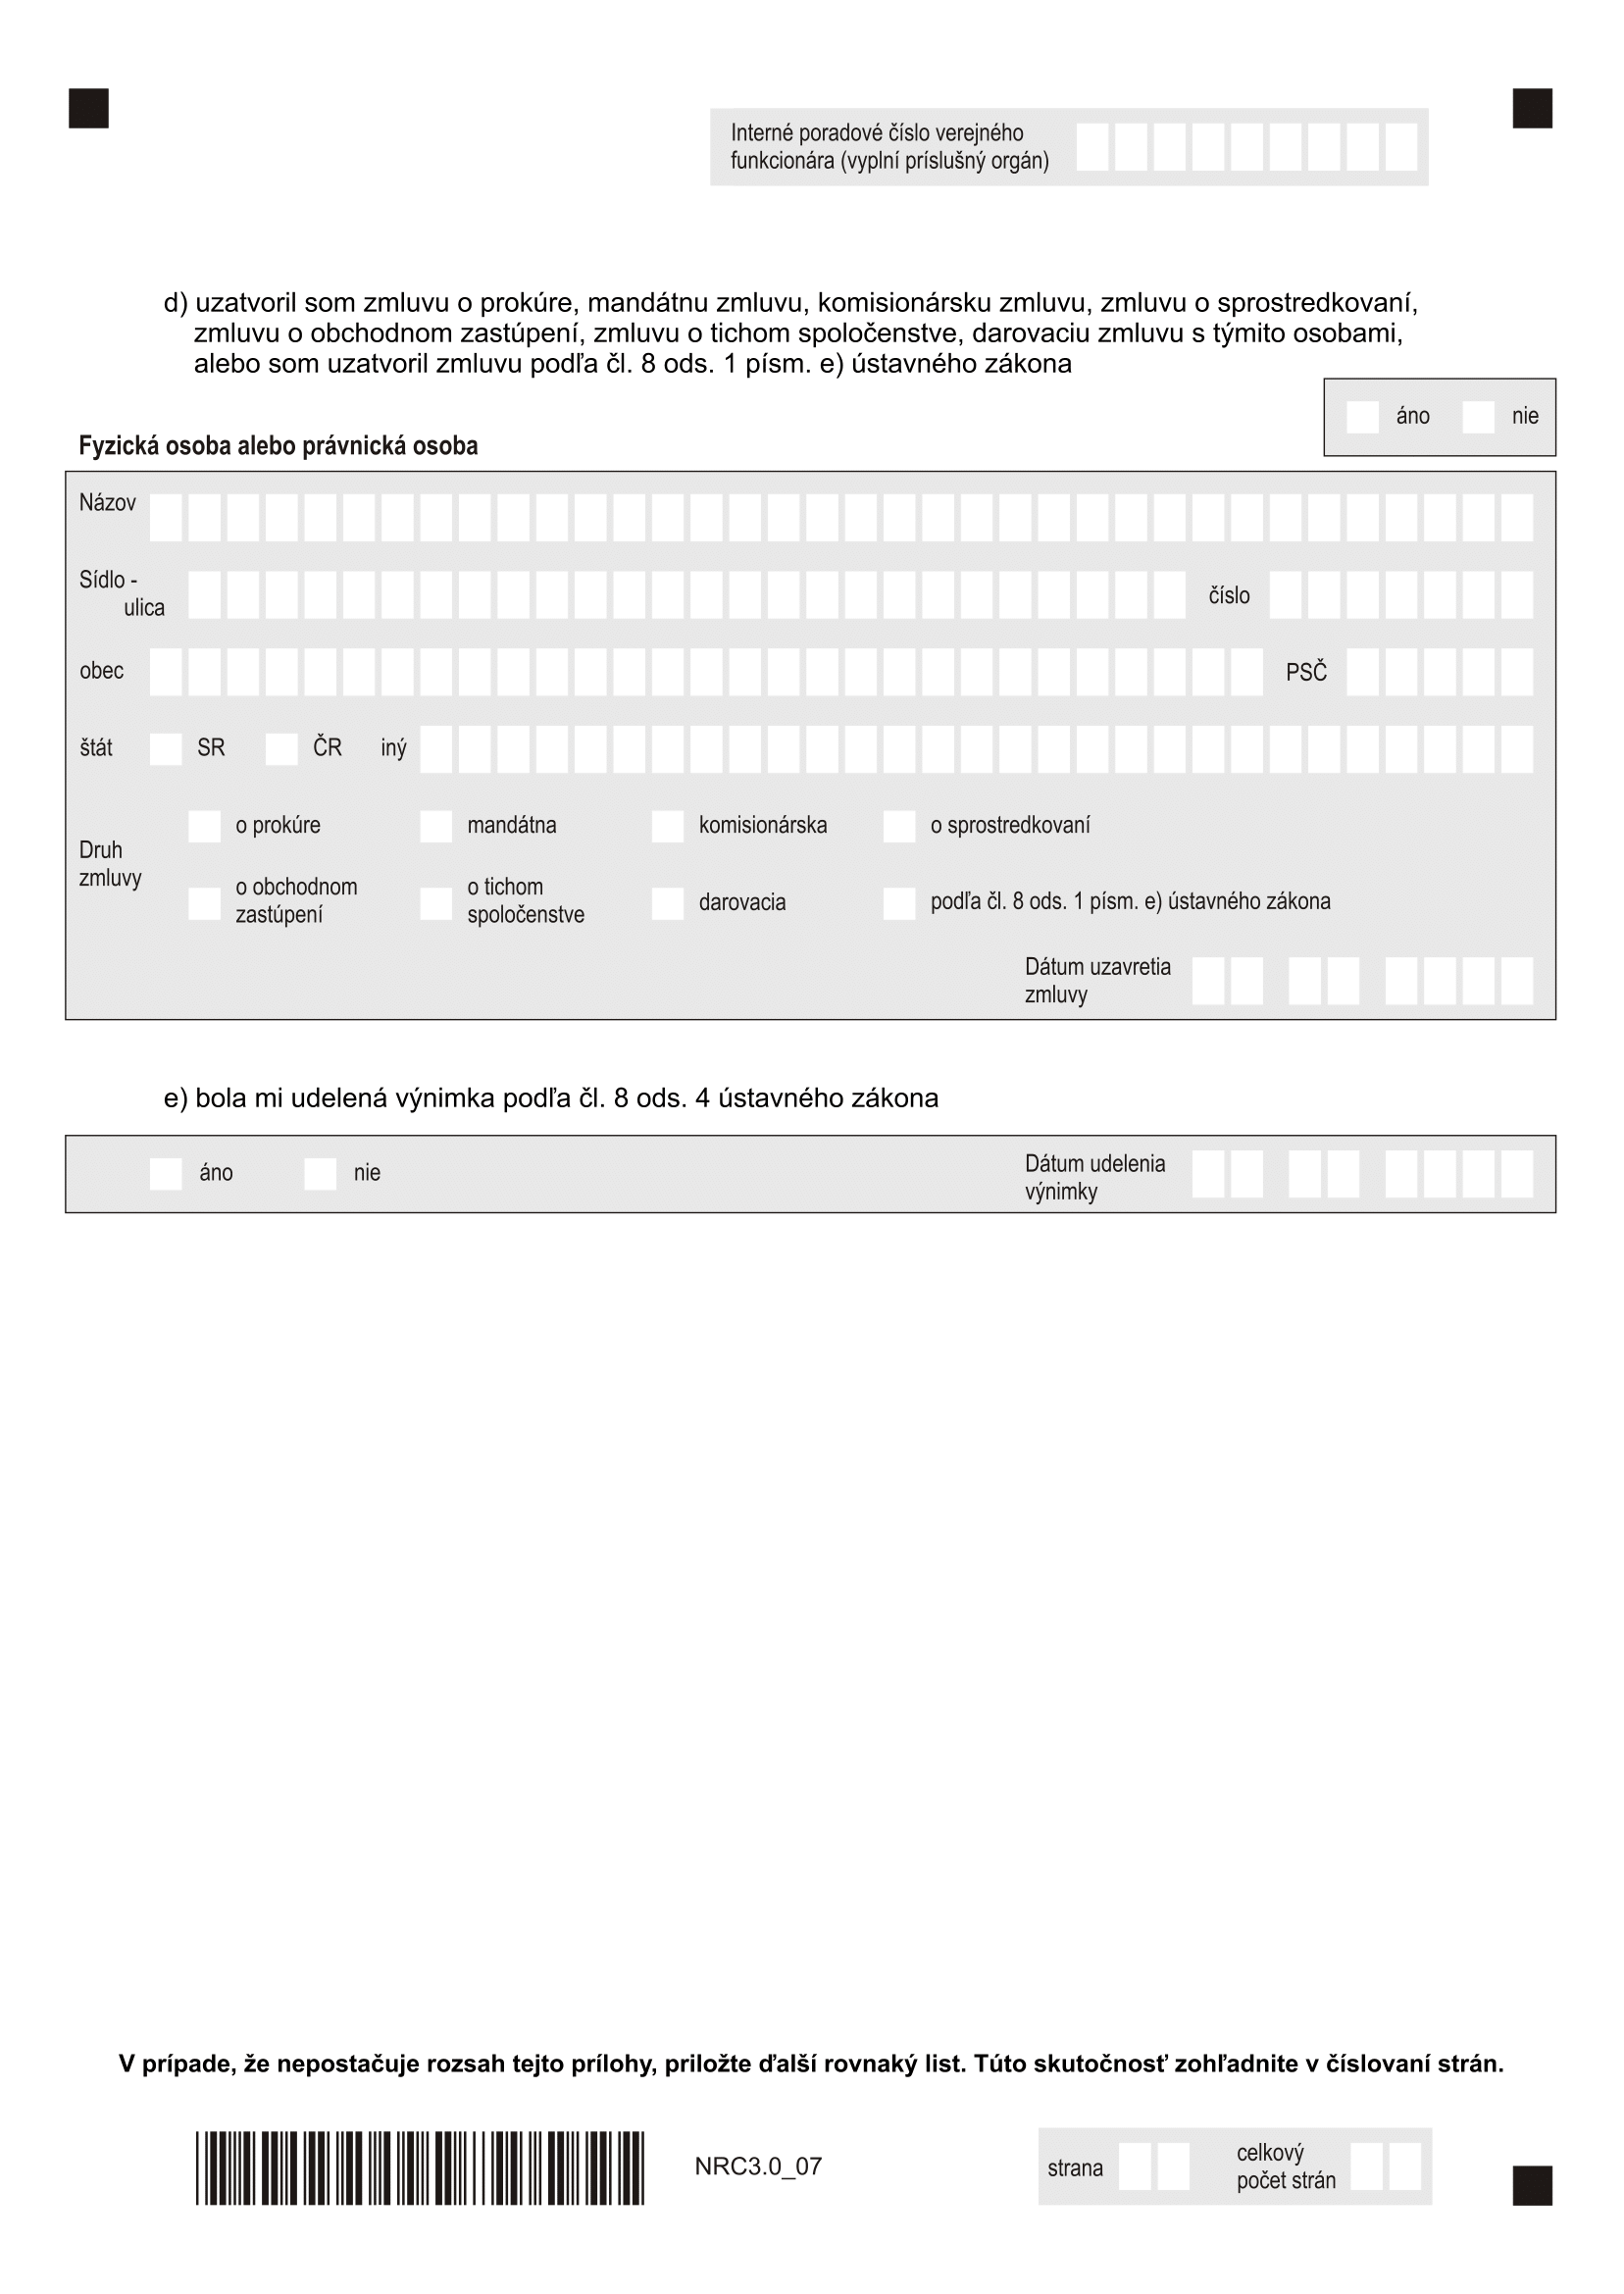 Interné poradové číslo verejného
funkcionára (vyplní príslušný orgán)
d) uzatvoril som zmluvu o prokúre, mandátnu zmluvu, komisionársku zmluvu, zmluvu o sprostredkovaní,
zmluvu o obchodnom zastúpení, zmluvu o tichom spoločenstve, darovaciu zmluvu s týmito osobami,
alebo som uzatvoril zmluvu podľa čl. 8 ods. 1 písm. e) ústavného zákona
áno nie
Fyzická osoba alebo právnická osoba
Názov
Sídlo -
ulica
číslo
obec PSČ
štát SR ČR iný
Druh
zmluvy
o prokúre mandátna komisionárska o sprostredkovaní
o obchodnom
zastúpení
o tichom
spoločenstve
darovacia
podľa čl. 8 ods. 1 písm. e) ústavného zákona
Dátum uzavretia
zmluvy
e) bola mi udelená výnimka podľa čl. 8 ods. 4 ústavného zákona
áno nie
Dátum udelenia
výnimky
V prípade, že nepostačuje rozsah tejto prílohy, priložte ďalší rovnaký list. Túto skutočnosť zohľadnite v číslovaní strán.
NRC3.0_07
strana
celkový
počet strán